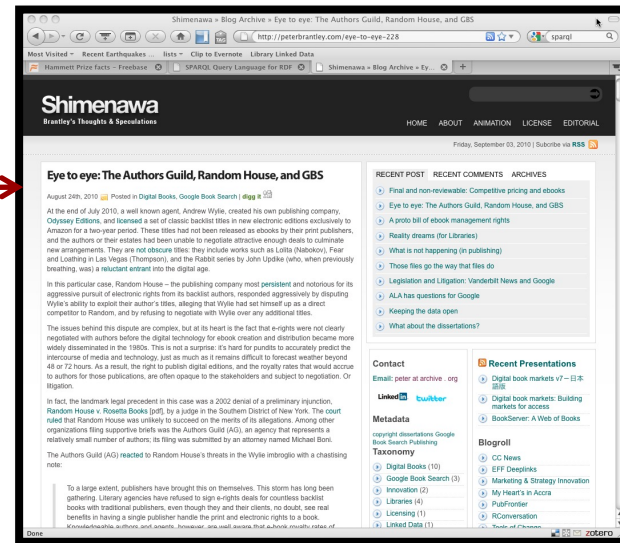 Shimenawa » Blog Archive » Eye to eye: The Authors Guild, Random House, and GBS
http://peterbrantley.com/eye-to-eye-228
sparql
Most Visited Recent Earthquakes ... lists Clip to Evernote Library Linked Data
Hammett Prize facts – Freebase
SPARQL Query Language for RDF
Shimenawa » Blog Archive » Ey...
Shimenawa
Brantley's Thoughts & Speculations
HOME ABOUT ANIMATION LICENSE EDITORIAL
Friday, September 03, 2010 | Subcribe via RSS
Eye to eye: The Authors Guild, Random House, and GBS
August 24th, 2010 Posted in Digital Books, Google Book Search | digg it
At the end of July 2010, a well known agent, Andrew Wylie, created his own publishing company,
Odyssey Editions, and licensed a set of classic backlist titles in new electronic editions exclusively to
Amazon for a two-year period. These titles had not been released as ebooks by their print publishers,
and the authors or their estates had been unable to negotiate attractive enough deals to culminate
new arrangements. They are not obscure titles: they include works such as Lolita (Nabokov), Fear
and Loathing in Las Vegas (Thompson), and the Rabbit series by John Updike (who, when previously
breathing, was) a reluctant entrant into the digital age.
In this particular case, Random House – the publishing company most persistent and notorious for its
aggressive pursuit of electronic rights from its backlist authors, responded aggressively by disputing
Wylie's ability to exploit their author's titles, alleging that Wylie had set himself up as a direct
competitor to Random, and by refusing to negotiate with Wylie over any additional titles.
The issues behind this dispute are complex, but at its heart is the fact that e-rights were not clearly
negotiated with authors before the digital technology for ebook creation and distribution became more
widely disseminated in the 1980s. This is not a surprise: it's hard for pundits to accurately predict the
intercourse of media and technology, just as much as it remains difficult to forecast weather beyond
48 or 72 hours. As a result, the right to publish digital editions, and the royalty rates that would accrue
to authors for those publications, are often opaque to the stakeholders and subject to negotiation. Or
litigation.
In fact, the landmark legal precedent in this case was a 2002 denial of a preliminary injunction,
Random House v. Rosetta Books [pdf], by a judge in the Southern District of New York. The court
ruled that Random House was unlikely to succeed on the merits of its allegations. Among other
organizations filing supportive briefs was the Authors Guild (AG), an agency that represents a
relatively small number of authors; its filing was submitted by an attorney named Michael Boni.
The Authors Guild (AG) reacted to Random House's threats in the Wylie imbroglio with a chastising
note:
To a large extent, publishers have brought this on themselves. This storm has long been
gathering. Literary agencies have refused to sign e-rights deals for countless backlist
books with traditional publishers, even though they and their clients, no doubt, see real
benefits in having a single publisher handle the print and electronic rights to a book.
Knowledgeable authors and agents, however, are well aware that e-book royalty rates of
RECENT POST RECENT COMMENTS ARCHIVES
Final and non-reviewable: Competitive pricing and ebooks
Eye to eye: The Authors Guild, Random House, and GBS
A proto bill of ebook management rights
Reality dreams (for Libraries)
What is not happening (in publishing)
Those files go the way that files do
Legislation and Litigation: Vanderbilt News and Google
ALA has questions for Google
Keeping the data open
What about the dissertations?
Contact
Email: peter at archive . org
Linked in twitter
Metadata
copyright dissertations Google
Book Search Publishing
Taxonomy
Digital Books (10)
Google Book Search (3)
Innovation (2)
Libraries (4)
Licensing (1)
Linked Data (1)
Recent Presentations
Digital book markets v7－日本
語版
Digital book markets: Building
markets for access
BookServer: A Web of Books
Blogroll
CC News
EFF Deeplinks
Marketing & Strategy Innovation
My Heart's in Accra
PubFrontier
RConversation
Tools of Change
Done
zotero